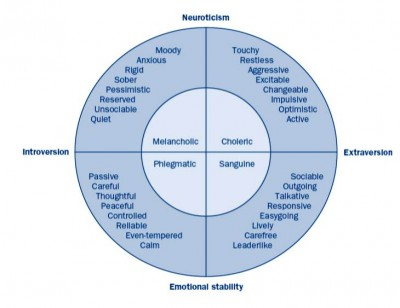 Neuroticism
Moody
Anxious
Rigid
Sober
Pessimistic
Reserved
Unsociable
Quiet
Touchy
Restless
Aggressive
Excitable
Changeable
Impulsive
Optimistic
Active
Melancholic
Choleric
Introversion
Extraversion
Phlegmatic
Sanguine
Passive
Careful
Thoughtful
Peaceful
Controlled
Reliable
Even-tempered
Calm
Sociable
Outgoing
Talkative
Responsive
Easygoing
Lively
Carefree
Leaderlike
Emotional stability